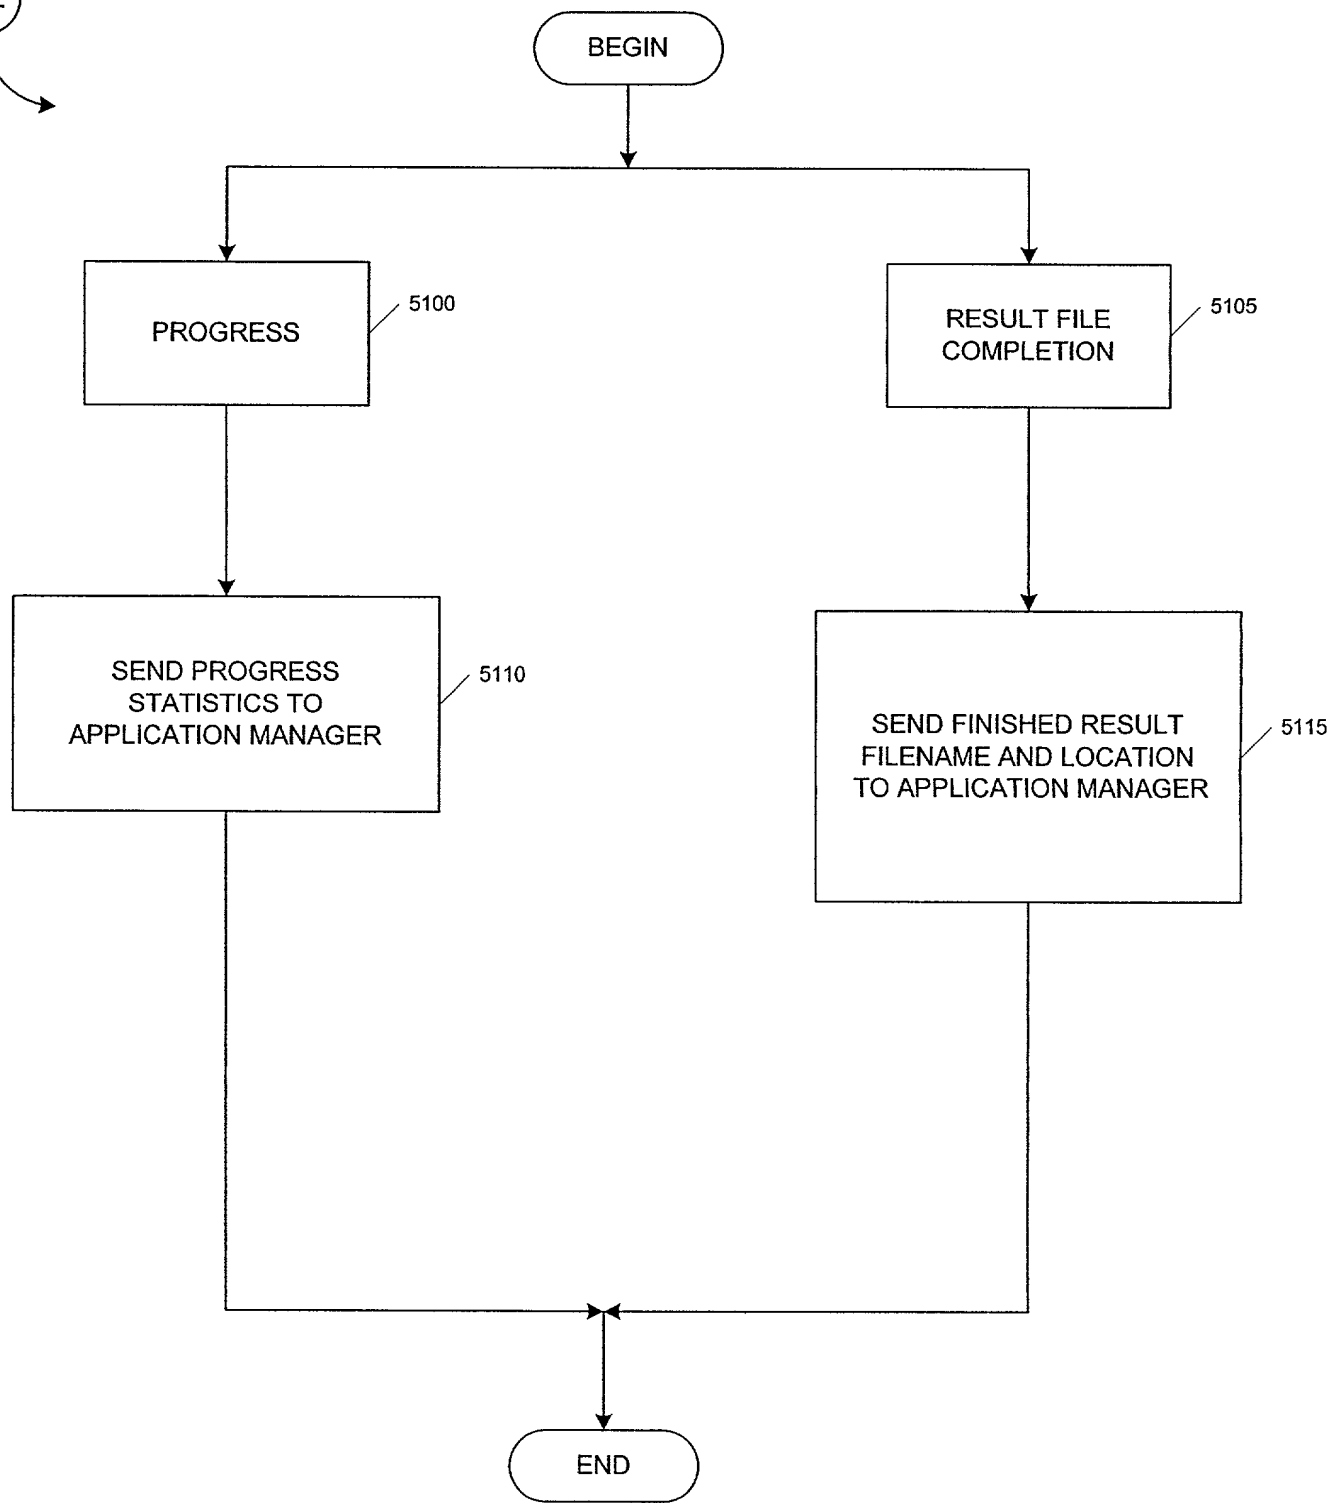 BEGIN
PROGRESS
5100
RESULT FILE
COMPLETION
5105
SEND PROGRESS
STATISTICS TO
APPLICATION MANAGER
5110
SEND FINISHED RESULT
FILENAME AND LOCATION
TO APPLICATION MANAGER
5115
END